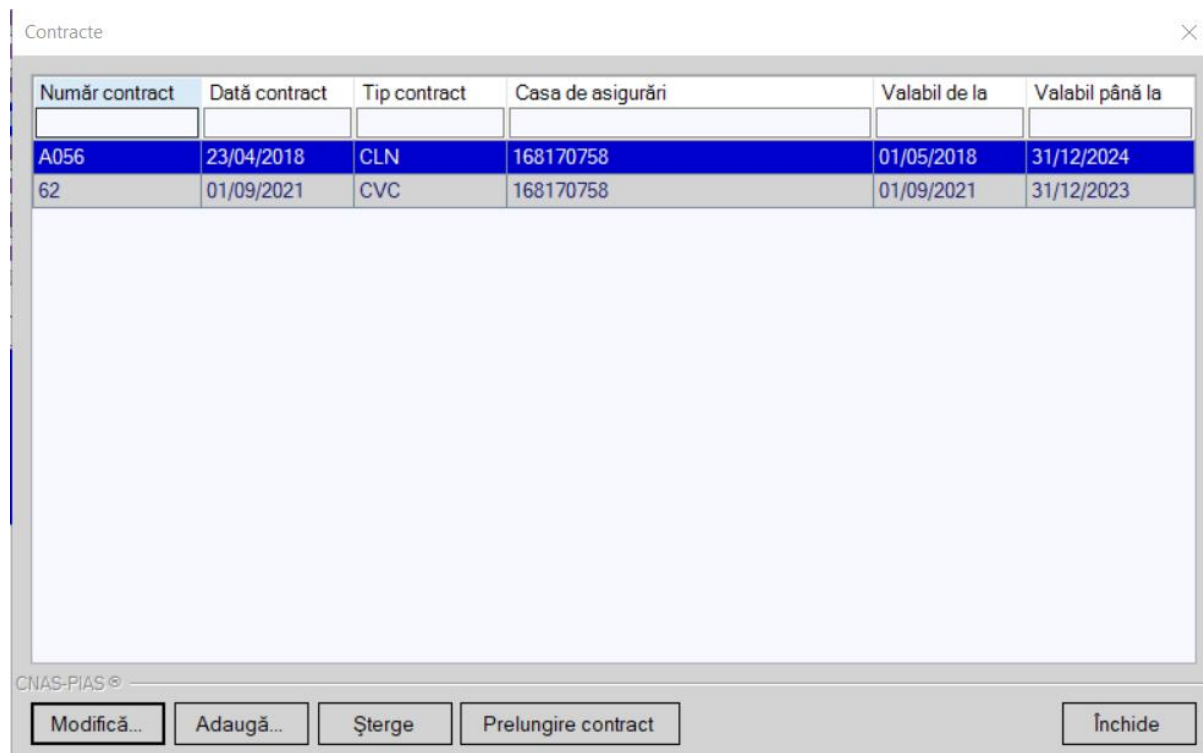 Contracte
Număr contract Dată contract Tip contract Casa de asigurări Valabil de la Valabil până la
A056 23/04/2018 CLN 168170758 01/05/2018 31/12/2024
62 01/09/2021 CVC 168170758 01/09/2021 31/12/2023
CNAS-PIAS ®
Modifică... Adaugă... Şterge Prelungire contract Închide